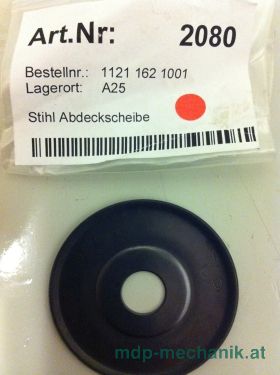 Art.Nr: 2080
Bestellnr.: 1121 162 1001
Lagerort: A25
Stihl Abdeckscheibe
mdp-mechanik.at